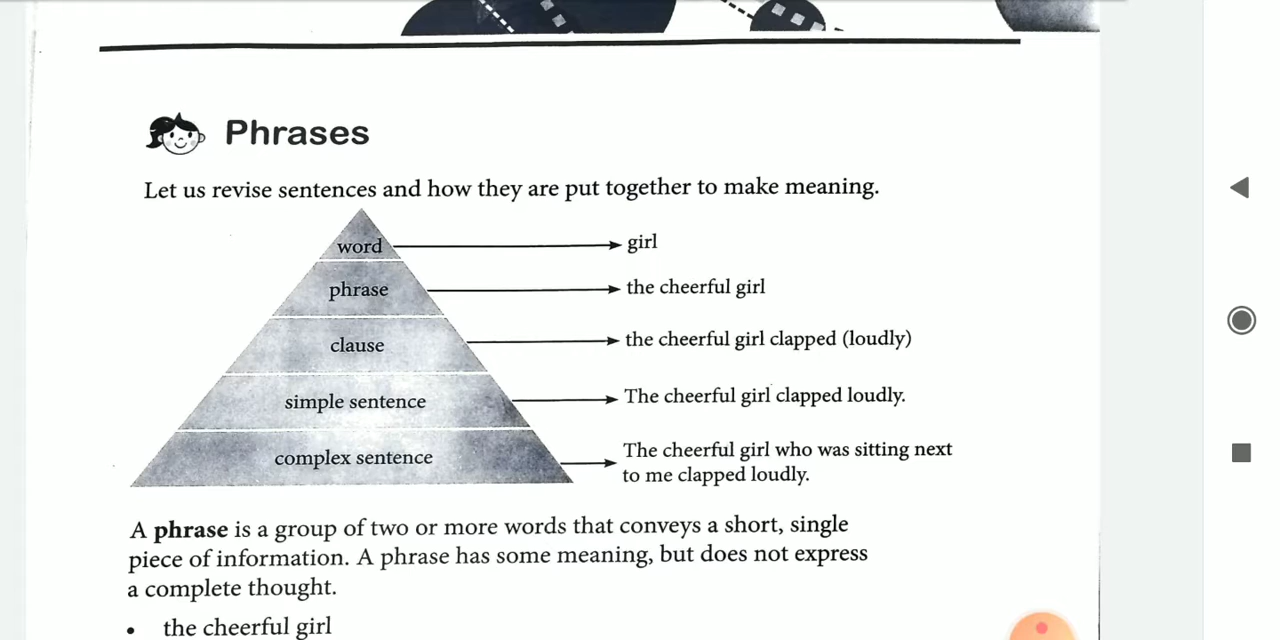 Phrases
Let us revise sentences and how they are put together to make meaning.
word
girl
phrase
the cheerful girl
clause
the cheerful girl clapped (loudly)
simple sentence
The cheerful girl clapped loudly.
complex sentence
The cheerful girl who was sitting next
to me clapped loudly.
A phrase is a group of two or more words that conveys a short, single
piece of information. A phrase has some meaning, but does not express
a complete thought.
• the cheerful girl